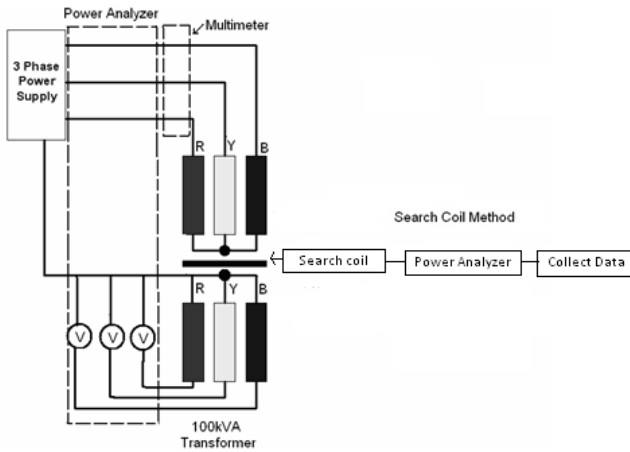 Power Analyzer
Multimeter
3 Phase
Power
Supply
R Y B
Search Coil Method
Search coil
Power Analyzer
Collect Data
R Y B
V V V
100kVA
Transformer